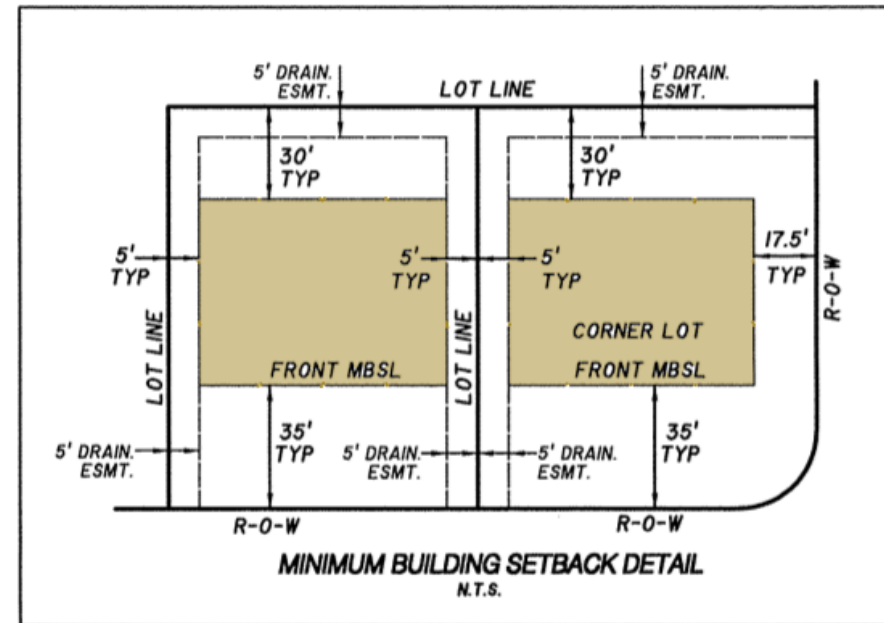 5' DRAIN.
ESMT.
LOT LINE
5' DRAIN.
ESMT.
30'
TYP
30'
TYP
5'
TYP
5'
TYP
5'
TYP
17.5'
TYP
R-O-W
LOT LINE
LOT LINE
CORNER LOT
FRONT MBSL
FRONT MBSL
35'
TYP
35'
TYP
5' DRAIN.
ESMT.
5' DRAIN.
ESMT.
5' DRAIN.
ESMT.
R-O-W
R-O-W
MINIMUM BUILDING SETBACK DETAIL
N.T.S.